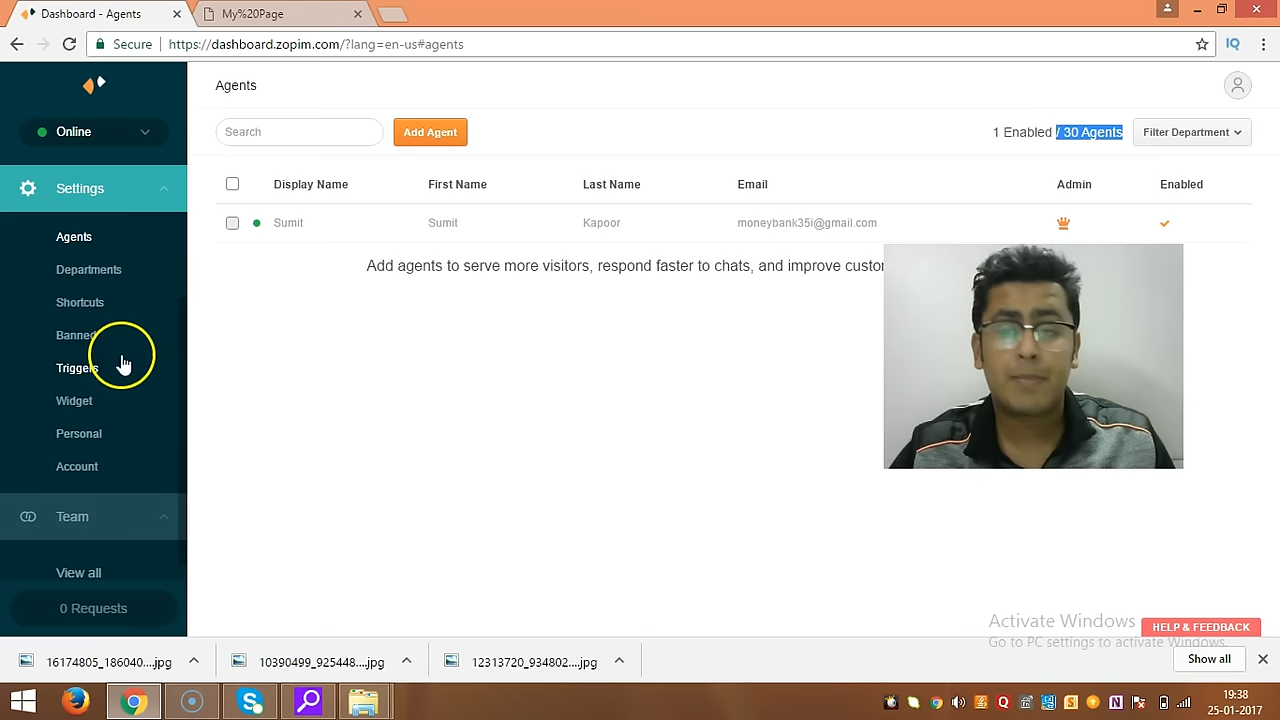 Dashboard - Agents
My%20Page
Secure
https://dashboard.zopim.com/?lang=en-us#agents
IQ
Online
Settings
Agents
Departments
Shortcuts
Banned
Triggers
Widget
Personal
Account
Team
View all
0 Requests
Agents
Search
Add Agent
1 Enabled / 30 Agents
Filter Department
Display Name First Name Last Name Email Admin Enabled
Sumit Sumit Kapoor moneybank35i@gmail.com
Add agents to serve more visitors, respond faster to chats, and improve custo
Activate Windows
Go to PC settings to activate Windows.
HELP & FEEDBACK
16174805_186040....jpg
10390499_925448....jpg
12313720_934802....jpg
Show all
19:38
25-01-2017